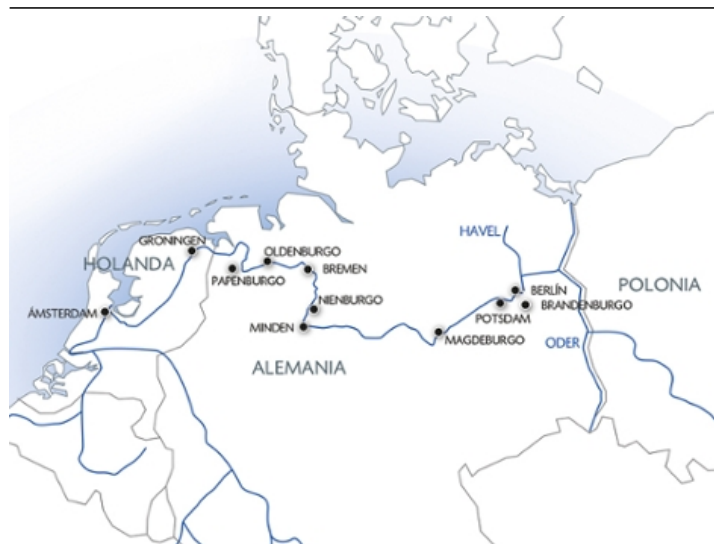 HAVEL
GRONINGEN
OLDENBURGO
HOLANDA
BREMEN
PAPENBURGO
POLONIA
BERLÍN
NIENBURGO
BRANDENBURGO
ÁMSTERDAM
POTSDAM
MINDEN
MAGDEBURGO
ODER
ALEMANIA